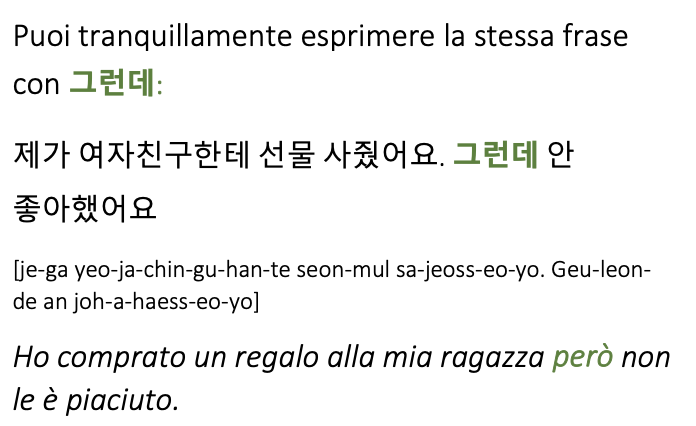 Puoi tranquillamente esprimere la stessa frase
con 그런데:
제가 여자친구한테 선물 사줬어요. 그런데 안
좋아했어요
[je-ga yeo-ja-chin-gu-han-te seon-mul sa-jeoss-eo-yo. Geu-leon-
de an joh-a-haess-eo-yo]
Ho comprato un regalo alla mia ragazza però non
le è piaciuto.